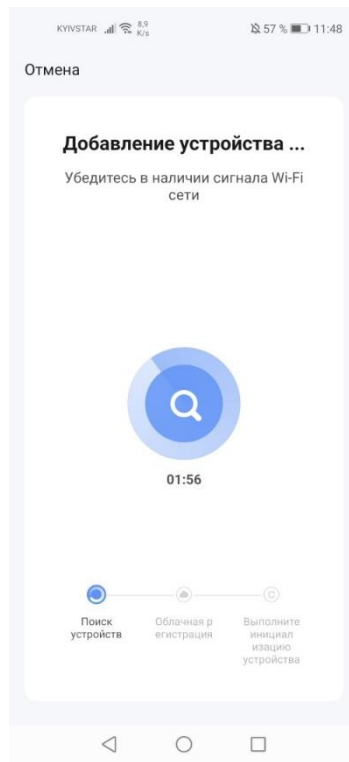 KYIVSTAR 8,9 K/s 57 % 11:48
Отмена
Добавление устройства ...
Убедитесь в наличии сигнала Wi-Fi
сети
01:56
Поиск
устройств
Облачная р
егистрация
Выполните
инициал
изацию
устройства